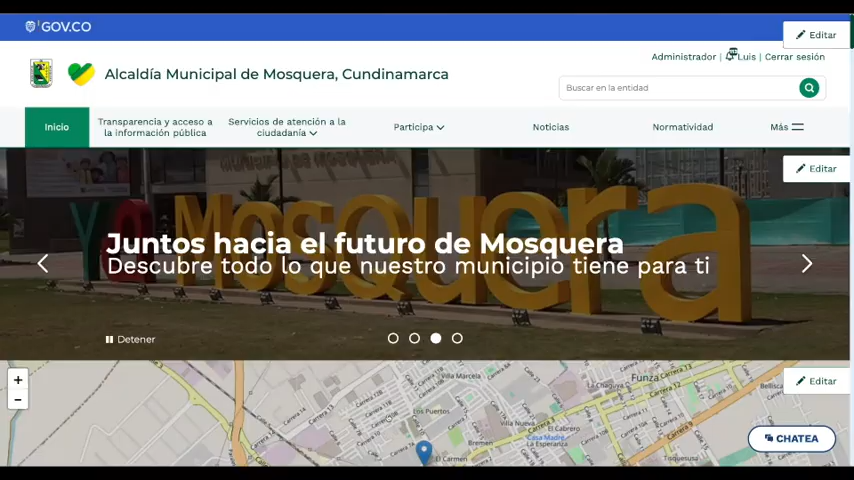 GOV.CO
Editar
Administrador | Luis | Cerrar sesión
Alcaldía Municipal de Mosquera, Cundinamarca
Buscar en la entidad
Inicio
Transparencia y acceso a
la información pública
Servicios de atención a la
ciudadanía
Participa
Noticias
Normatividad
Más
Editar
YO Mosquera
Juntos hacia el futuro de Mosquera
Descubre todo lo que nuestro municipio tiene para ti
Detener
Editar
+
-
Villa Marcela
Funza
La Chaguya
Los Puertos
Villa Nueva
El Cabrero
Casa Madre
La Esperanza
Bremen
El Carmen
Tisquesusa
CHATEA